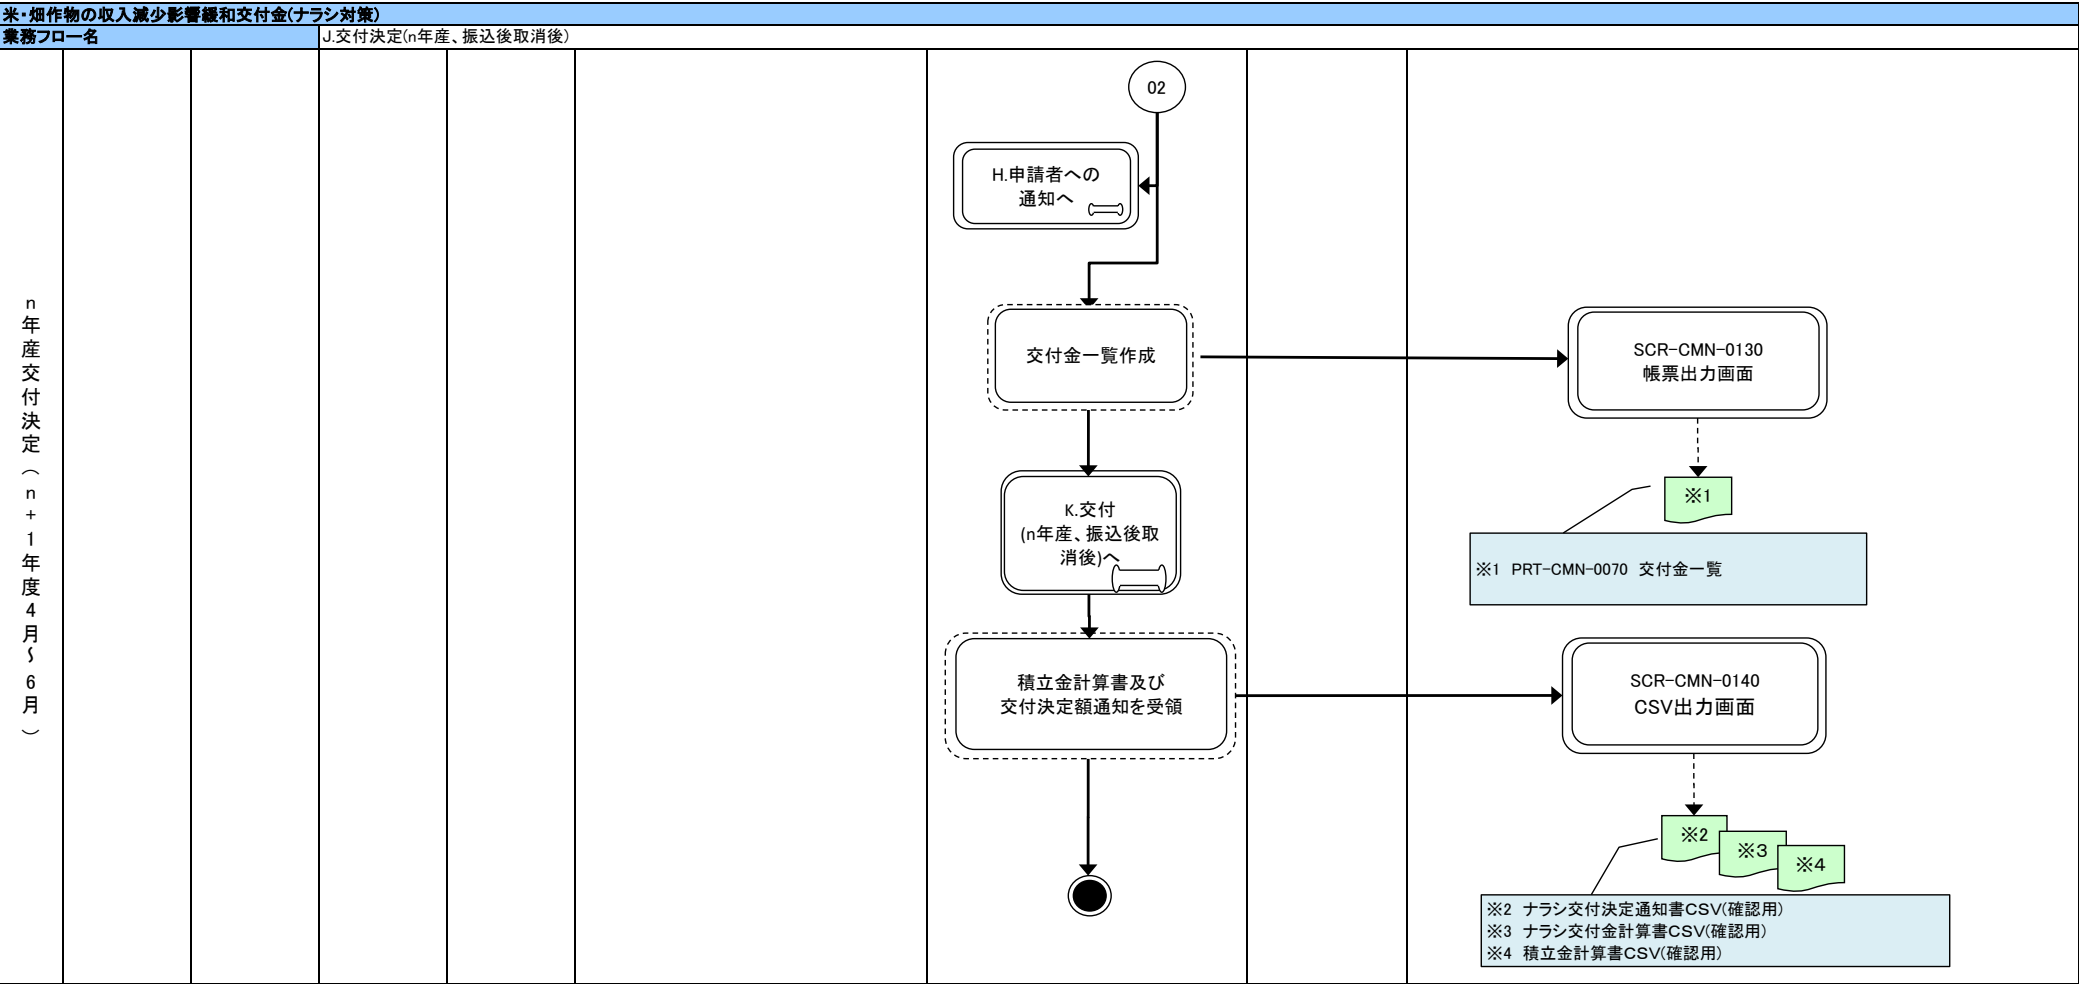 米・畑作物の収入減少影響緩和交付金(ナラシ対策)
業務フロー名
J.交付決定(n年産、振込後取消後)
n年産交付決定（n+1年度4月～6月）
02
H.申請者への
通知へ
交付金一覧作成
SCR-CMN-0130
帳票出力画面
※1
K.交付
(n年産、振込後取
消後)へ
※1 PRT-CMN-0070 交付金一覧
積立金計算書及び
交付決定額通知を受領
SCR-CMN-0140
CSV出力画面
※2
※3
※4
※2 ナラシ交付決定通知書CSV(確認用)
※3 ナラシ交付金計算書CSV(確認用)
※4 積立金計算書CSV(確認用)